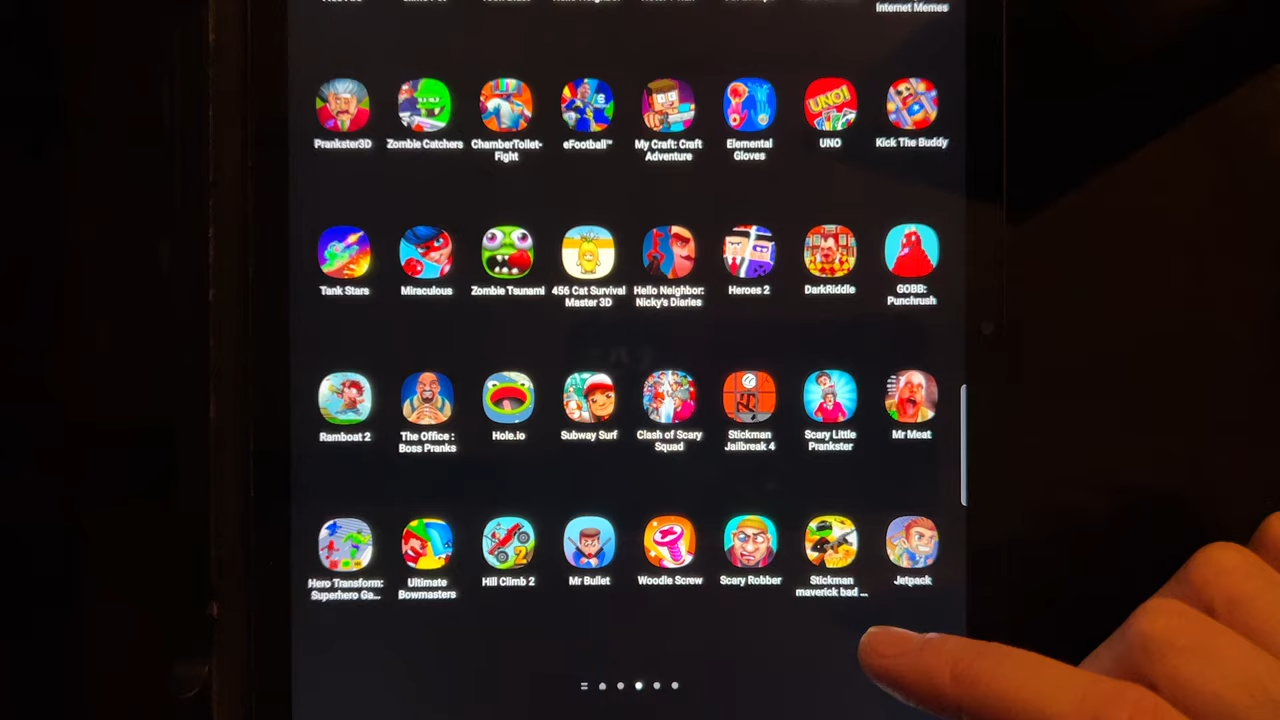 Internet Memes
UNO!
Prankster3D Zombie Catchers ChamberToilet- eFootball™ My Craft: Craft Elemental UNO Kick The Buddy
Fight Adventure Gloves
Tank Stars Miraculous Zombie Tsunami 456 Cat Survival Hello Neighbor: Heroes 2 DarkRiddle GOBB:
Master 3D Nicky's Diaries Punchrush
Ramboat 2 The Office : Hole.io Subway Surf Clash of Scary Stickman Scary Little Mr Meat
Boss Pranks Squad Jailbreak 4 Prankster
2
Hero Transform: Ultimate Hill Climb 2 Mr Bullet Woodle Screw Scary Robber Stickman Jetpack
Superhero Ga... Bowmasters maverick bad ...